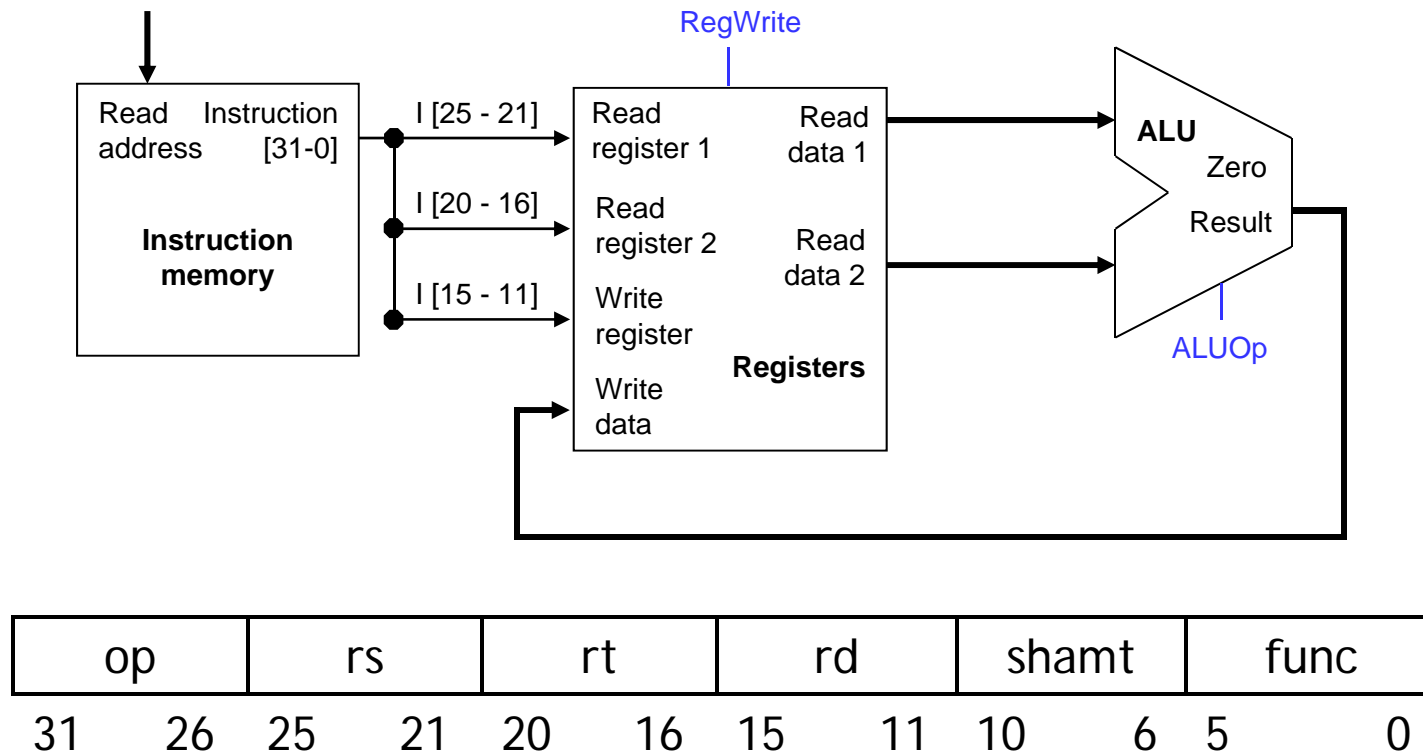 RegWrite
Read Instruction
address [31-0]
Instruction
memory
I [25 - 21]
I [20 - 16]
I [15 - 11]
Read
register 1
Read
data 1
Read
register 2
Read
data 2
Write
register
Registers
Write
data
ALU
Zero
Result
ALUOp
op rs rt rd shamt func
31 26 25 21 20 16 15 11 10 6 5 0